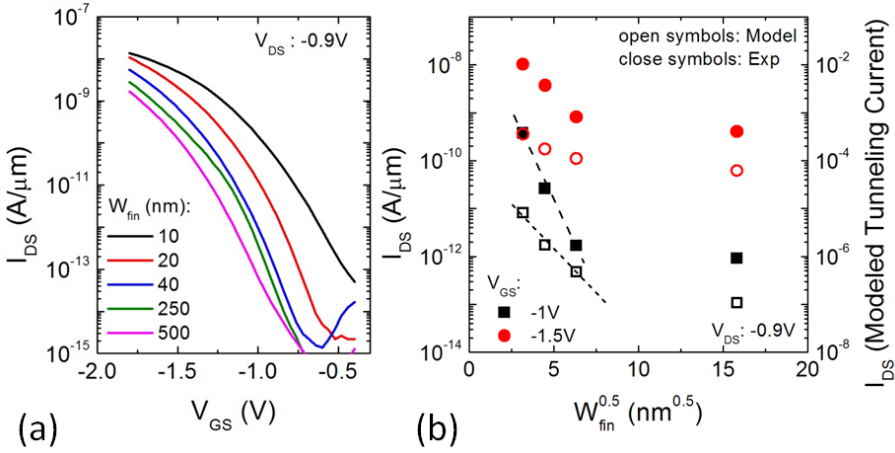 V_DS : -0.9V
10^-7
10^-9
10^-11
10^-13
10^-15
I_DS (A/μm)
W_fin (nm):
10
20
40
250
500
-2.0
-1.5
-1.0
-0.5
V_GS (V)
(a)
open symbols: Model
close symbols: Exp
10^-8
10^-10
10^-12
10^-14
I_DS (A/μm)
V_GS:
-1V
-1.5V
V_DS: -0.9V
0
5
10
15
20
W_fin^0.5 (nm^0.5)
10^-2
10^-4
10^-6
10^-8
I_DS (Modeled Tunneling Current)
(b)